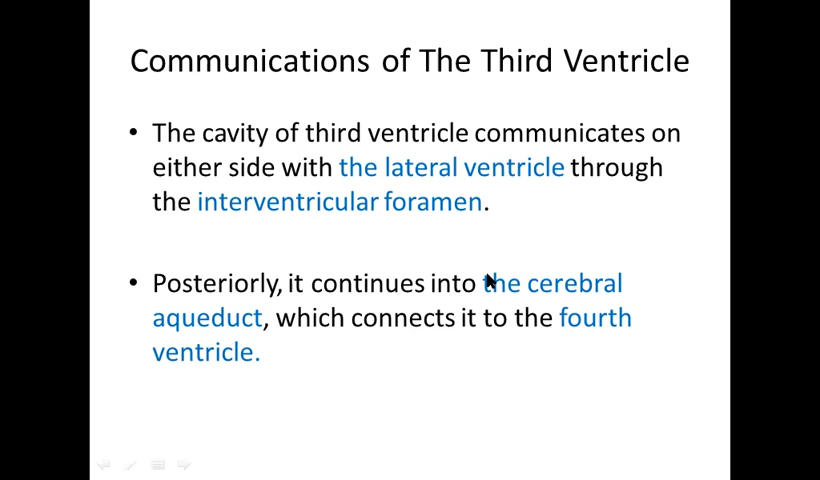 Communications of The Third Ventricle
• The cavity of third ventricle communicates on
either side with the lateral ventricle through
the interventricular foramen.
• Posteriorly, it continues into the cerebral
aqueduct, which connects it to the fourth
ventricle.